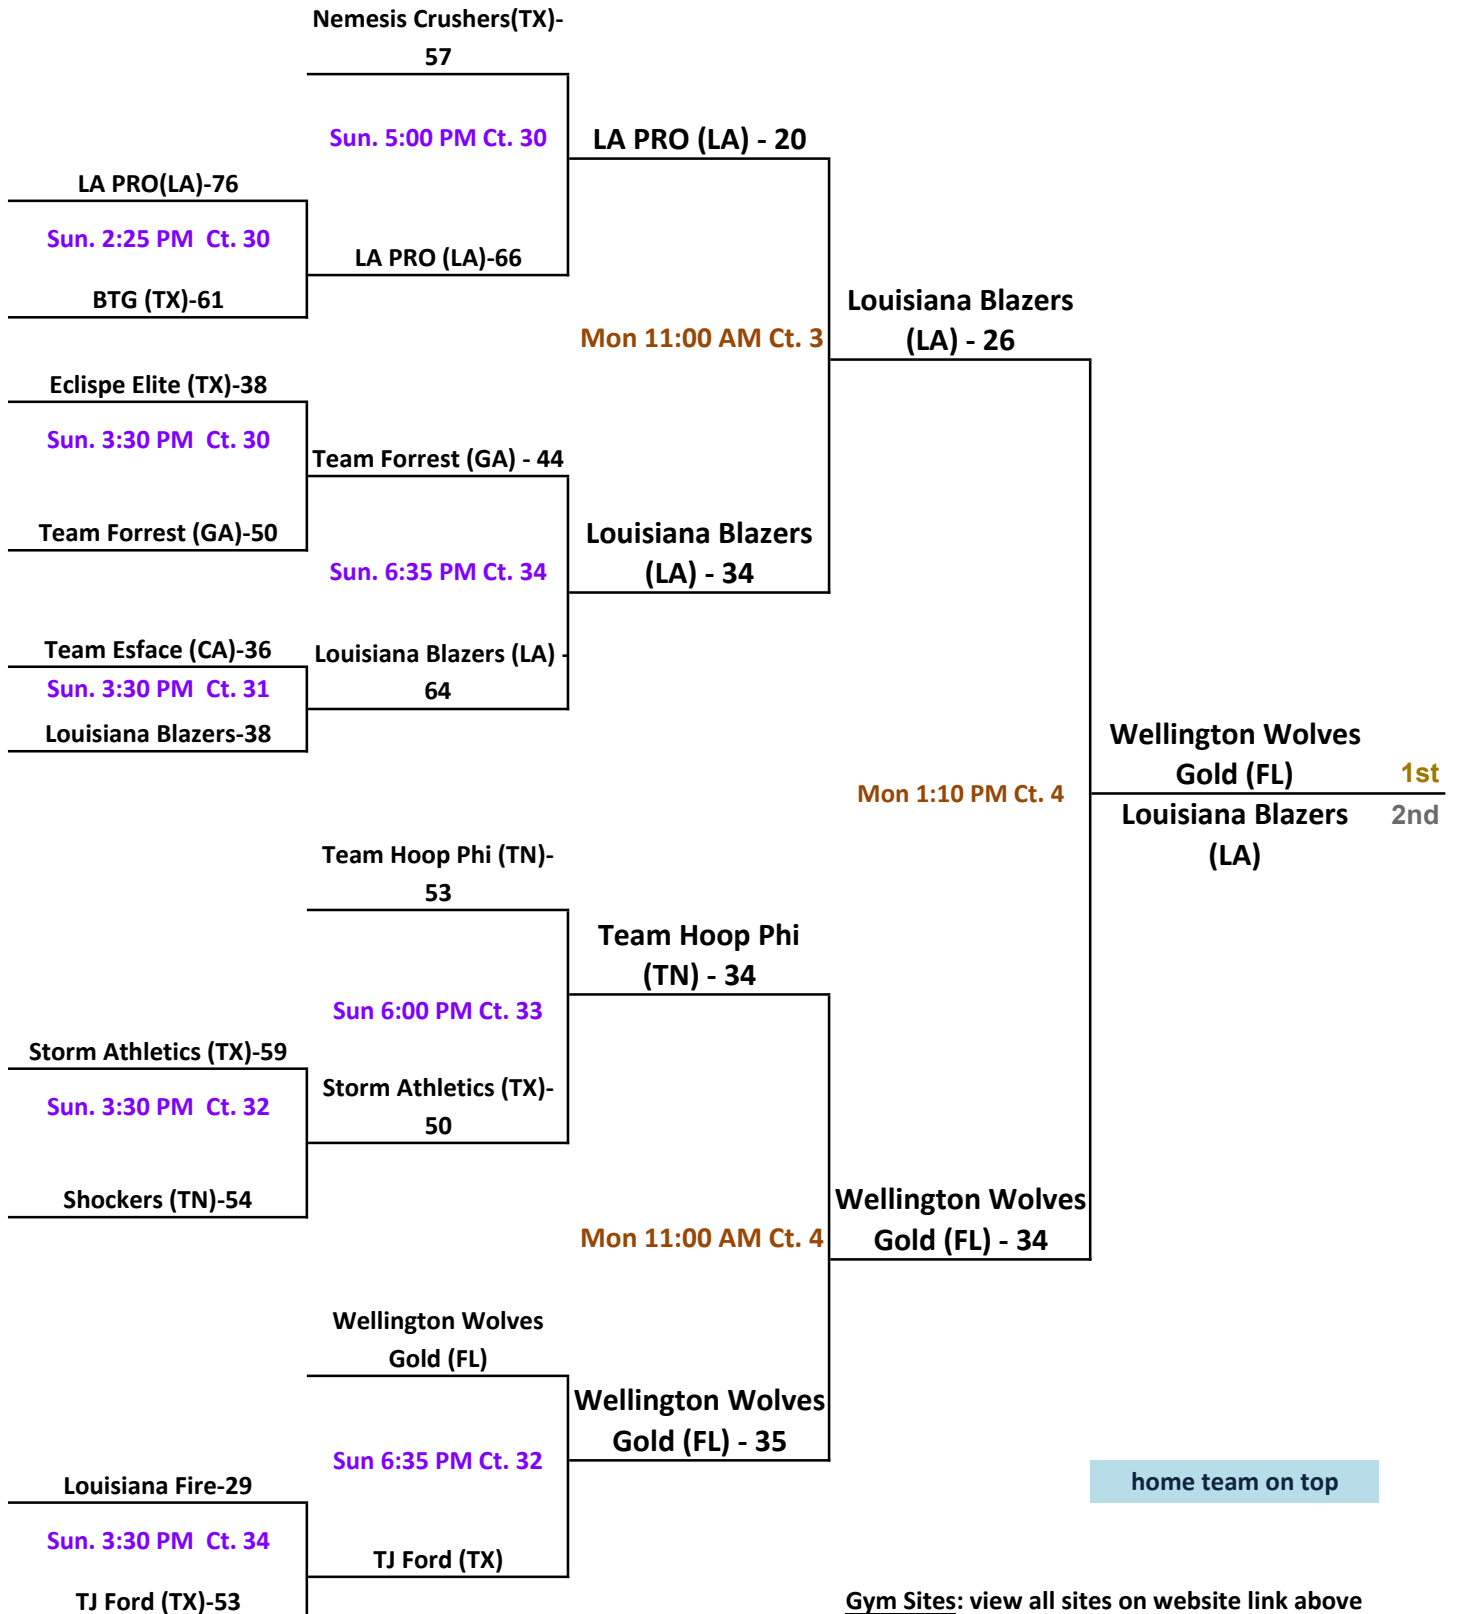 Nemesis Crushers(TX)-
57
Sun. 5:00 PM Ct. 30
LA PRO (LA) - 20
LA PRO(LA)-76
Sun. 2:25 PM Ct. 30
LA PRO (LA)-66
BTG (TX)-61
Louisiana Blazers
(LA) - 26
Mon 11:00 AM Ct. 3
Eclispe Elite (TX)-38
Sun. 3:30 PM Ct. 30
Team Forrest (GA) - 44
Team Forrest (GA)-50
Louisiana Blazers
(LA) - 34
Sun. 6:35 PM Ct. 34
Team Esface (CA)-36
Louisiana Blazers (LA) -
64
Sun. 3:30 PM Ct. 31
Louisiana Blazers-38
Wellington Wolves
Gold (FL)
1st
Mon 1:10 PM Ct. 4
Louisiana Blazers
(LA)
2nd
Team Hoop Phi (TN)-
53
Team Hoop Phi
(TN) - 34
Sun 6:00 PM Ct. 33
Storm Athletics (TX)-59
Sun. 3:30 PM Ct. 32
Storm Athletics (TX)-
50
Shockers (TN)-54
Wellington Wolves
Gold (FL) - 34
Mon 11:00 AM Ct. 4
Wellington Wolves
Gold (FL)
Wellington Wolves
Gold (FL) - 35
Sun 6:35 PM Ct. 32
Louisiana Fire-29
home team on top
Sun. 3:30 PM Ct. 34
TJ Ford (TX)
TJ Ford (TX)-53
Gym Sites: view all sites on website link above